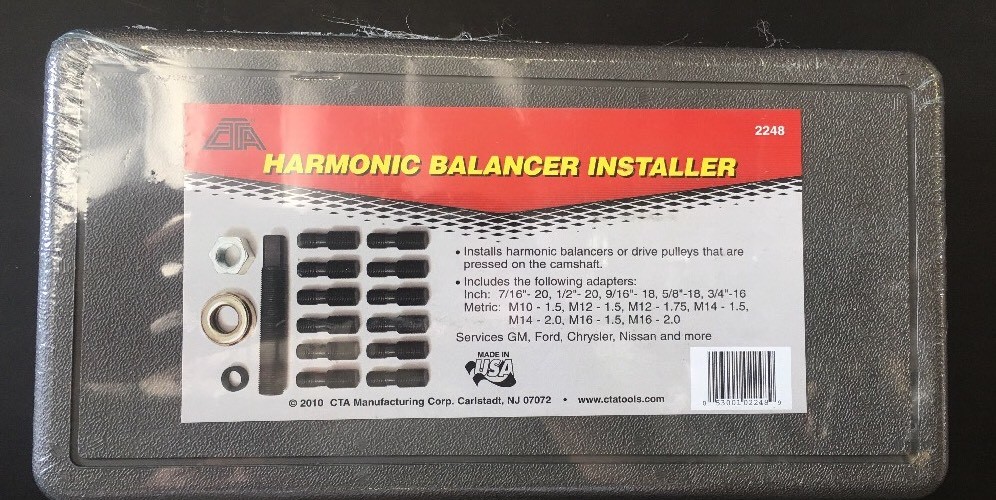 CTA
2248
HARMONIC BALANCER INSTALLER
• Installs harmonic balancers or drive pulleys that are
pressed on the camshaft.
• Includes the following adapters:
Inch: 7/16"- 20, 1/2"- 20, 9/16"- 18, 5/8"-18, 3/4"-16
Metric: M10 - 1.5, M12 - 1.5, M12 - 1.75, M14 - 1.5,
M14 - 2.0, M16 - 1.5, M16 - 2.0
Services GM, Ford, Chrysler, Nissan and more
MADE IN
USA
© 2010 CTA Manufacturing Corp. Carlstadt, NJ 07072 • www.ctatools.com
0 53001 02248 9